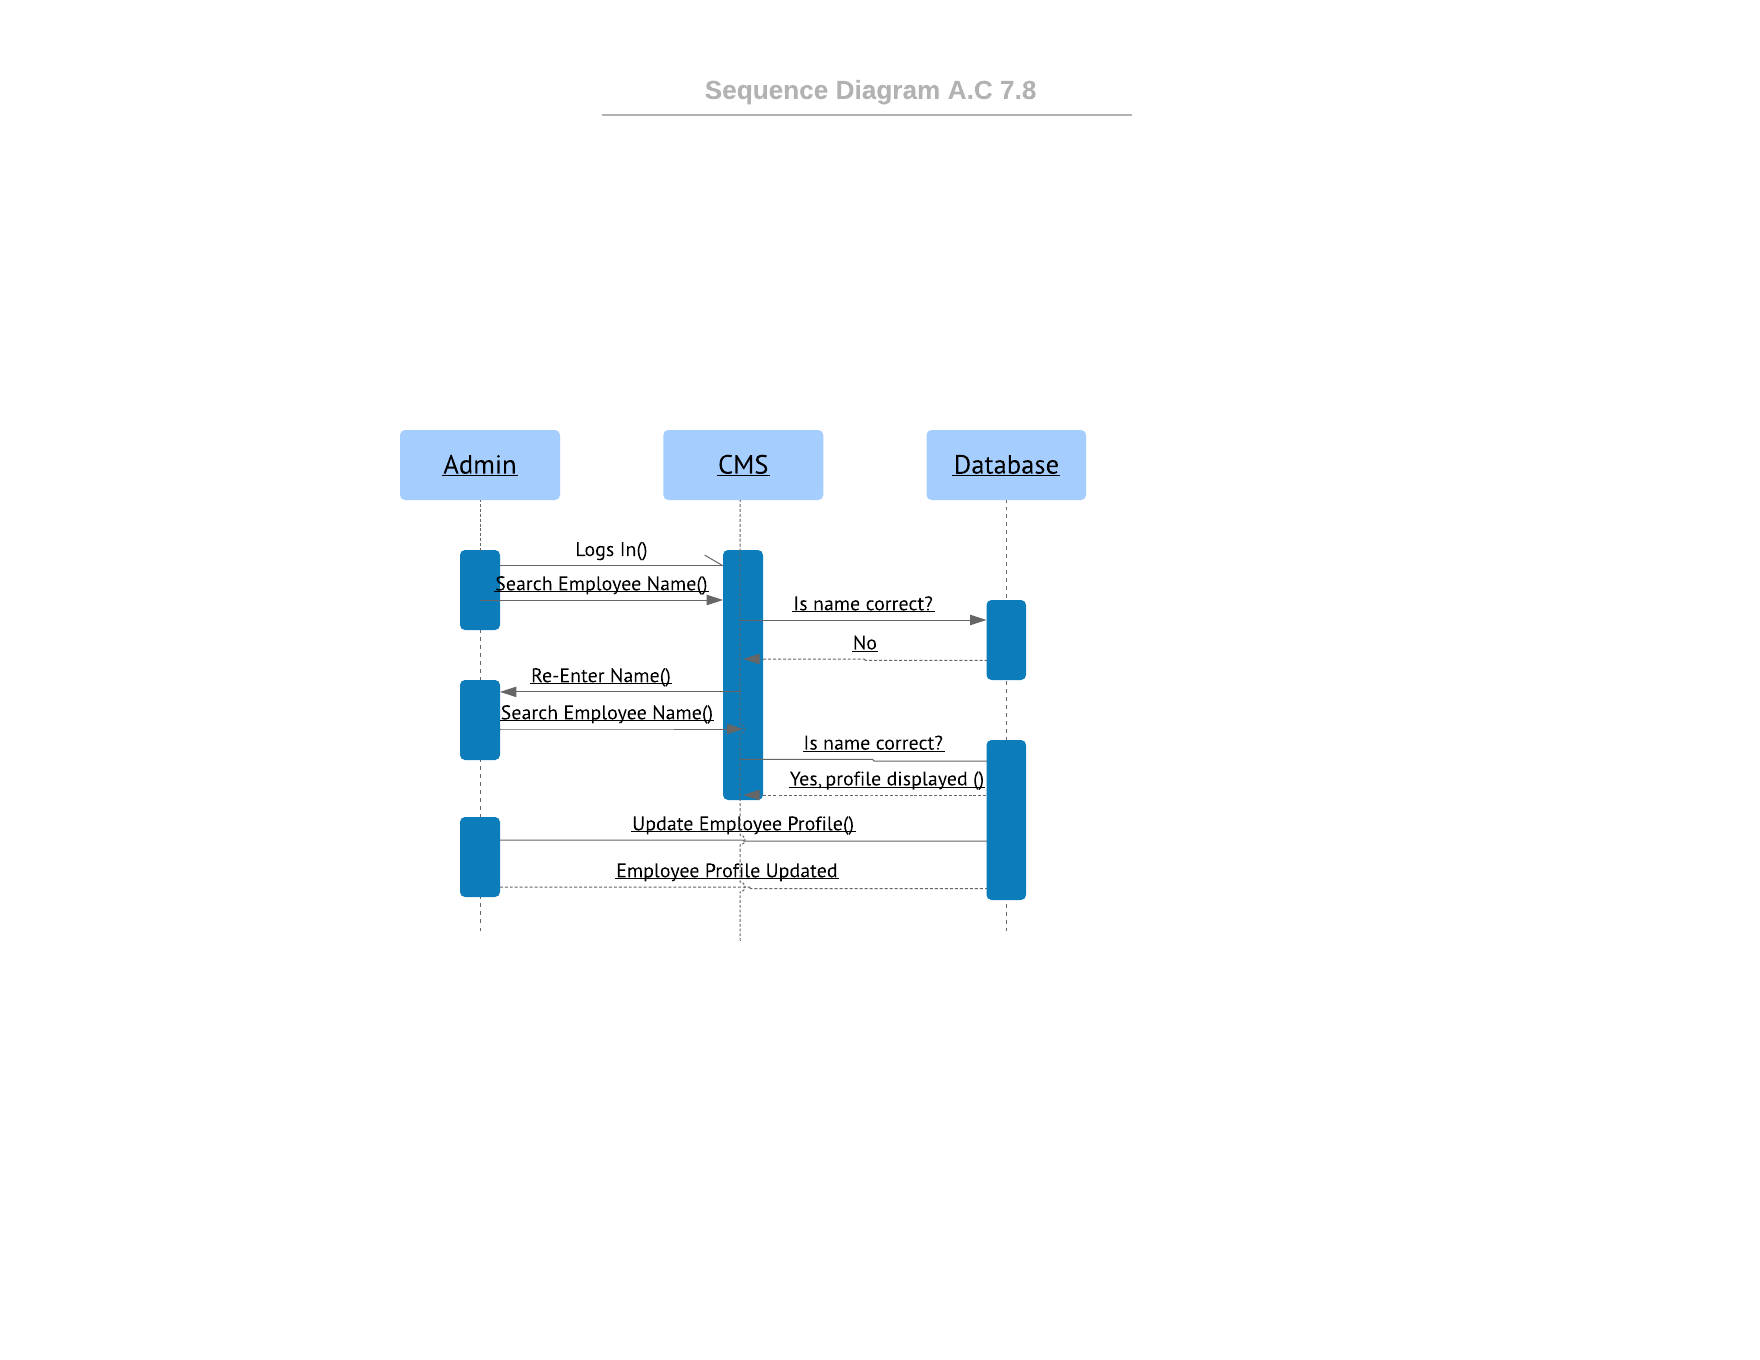 Sequence Diagram A.C 7.8
Admin
CMS
Database
Logs In()
Search Employee Name()
Is name correct?
No
Re-Enter Name()
Search Employee Name()
Is name correct?
Yes, profile displayed ()
Update Employee Profile()
Employee Profile Updated